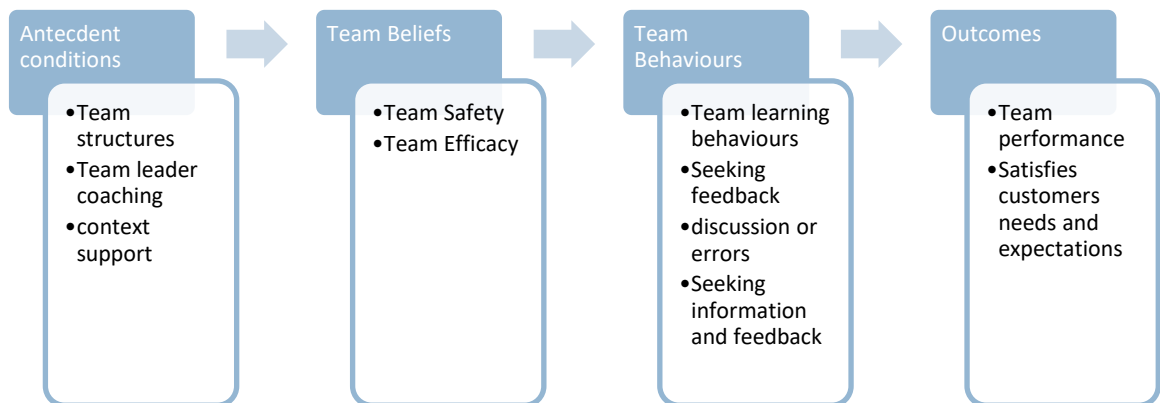 Antecdent
conditions
•Team
structures
•Team leader
coaching
•context
support
Team Beliefs
•Team Safety
•Team Efficacy
Team
Behaviours
•Team learning
behaviours
•Seeking
feedback
•discussion or
errors
•Seeking
information
and feedback
Outcomes
•Team
performance
•Satisfies
customers
needs and
expectations